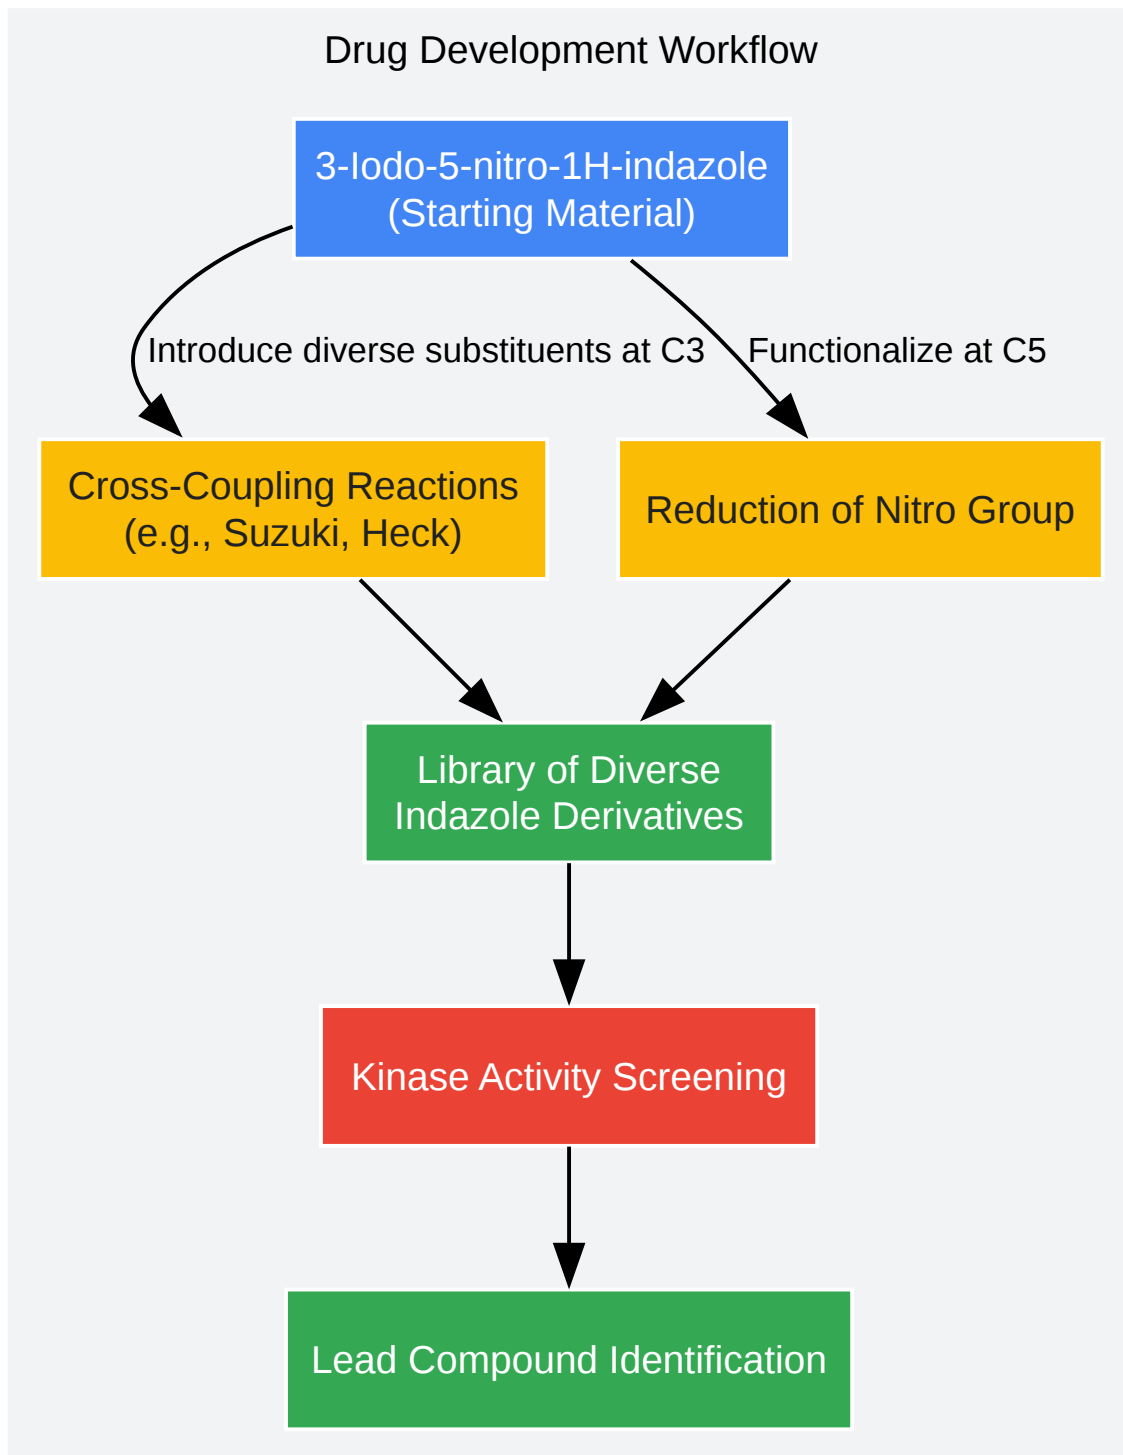 Drug Development Workflow
3-Iodo-5-nitro-1H-indazole
(Starting Material)
Introduce diverse substituents at C3
Functionalize at C5
Cross-Coupling Reactions
(e.g., Suzuki, Heck)
Reduction of Nitro Group
Library of Diverse
Indazole Derivatives
Kinase Activity Screening
Lead Compound Identification